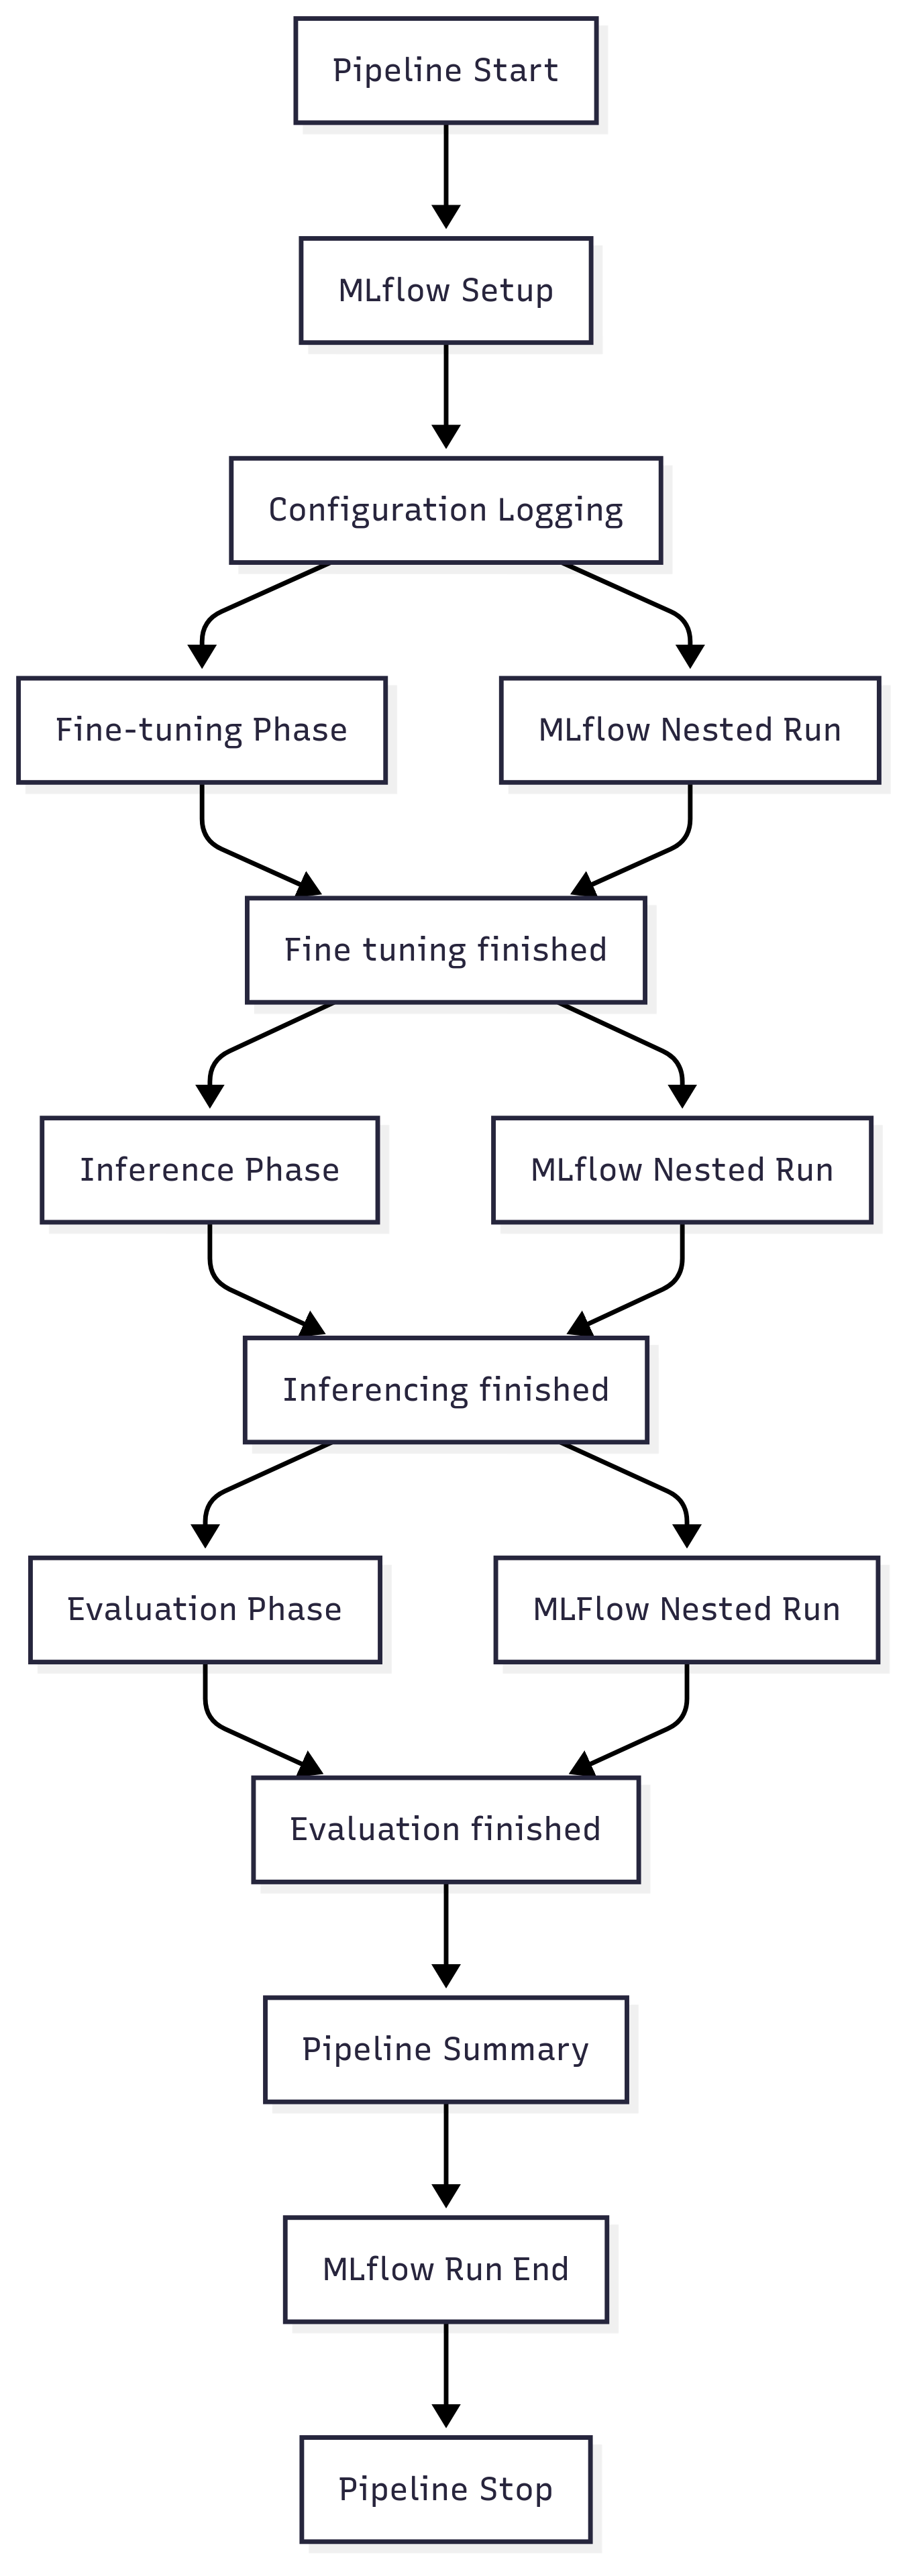 Pipeline Start
MLflow Setup
Configuration Logging
Fine-tuning Phase
MLflow Nested Run
Fine tuning finished
Inference Phase
MLflow Nested Run
Inferencing finished
Evaluation Phase
MLFlow Nested Run
Evaluation finished
Pipeline Summary
MLflow Run End
Pipeline Stop